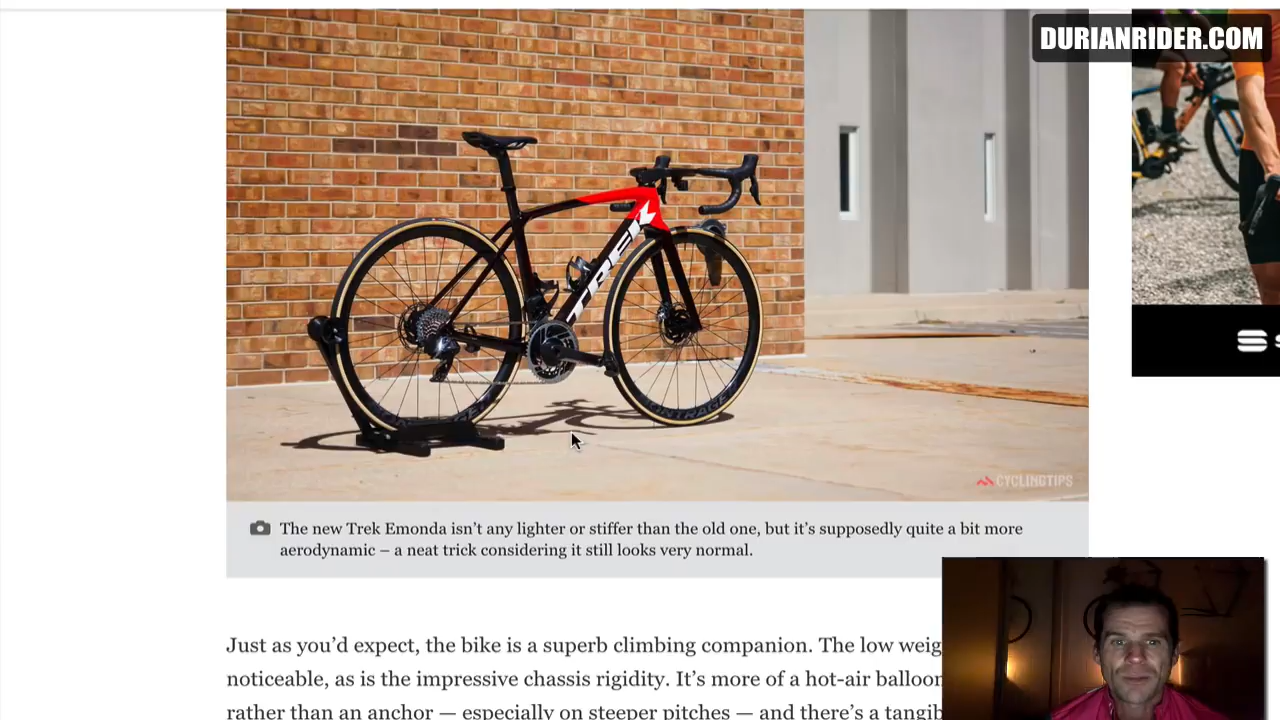 DURIANRIDER.COM
TREK
BONTRAGER
CYCLINGTIPS
The new Trek Emonda isn't any lighter or stiffer than the old one, but it's supposedly quite a bit more
aerodynamic – a neat trick considering it still looks very normal.
Just as you'd expect, the bike is a superb climbing companion. The low
noticeable, as is the impressive chassis rigidity. It's more of a hot-air balloon
rather than an anchor — especially on steeper pitches — and there's a